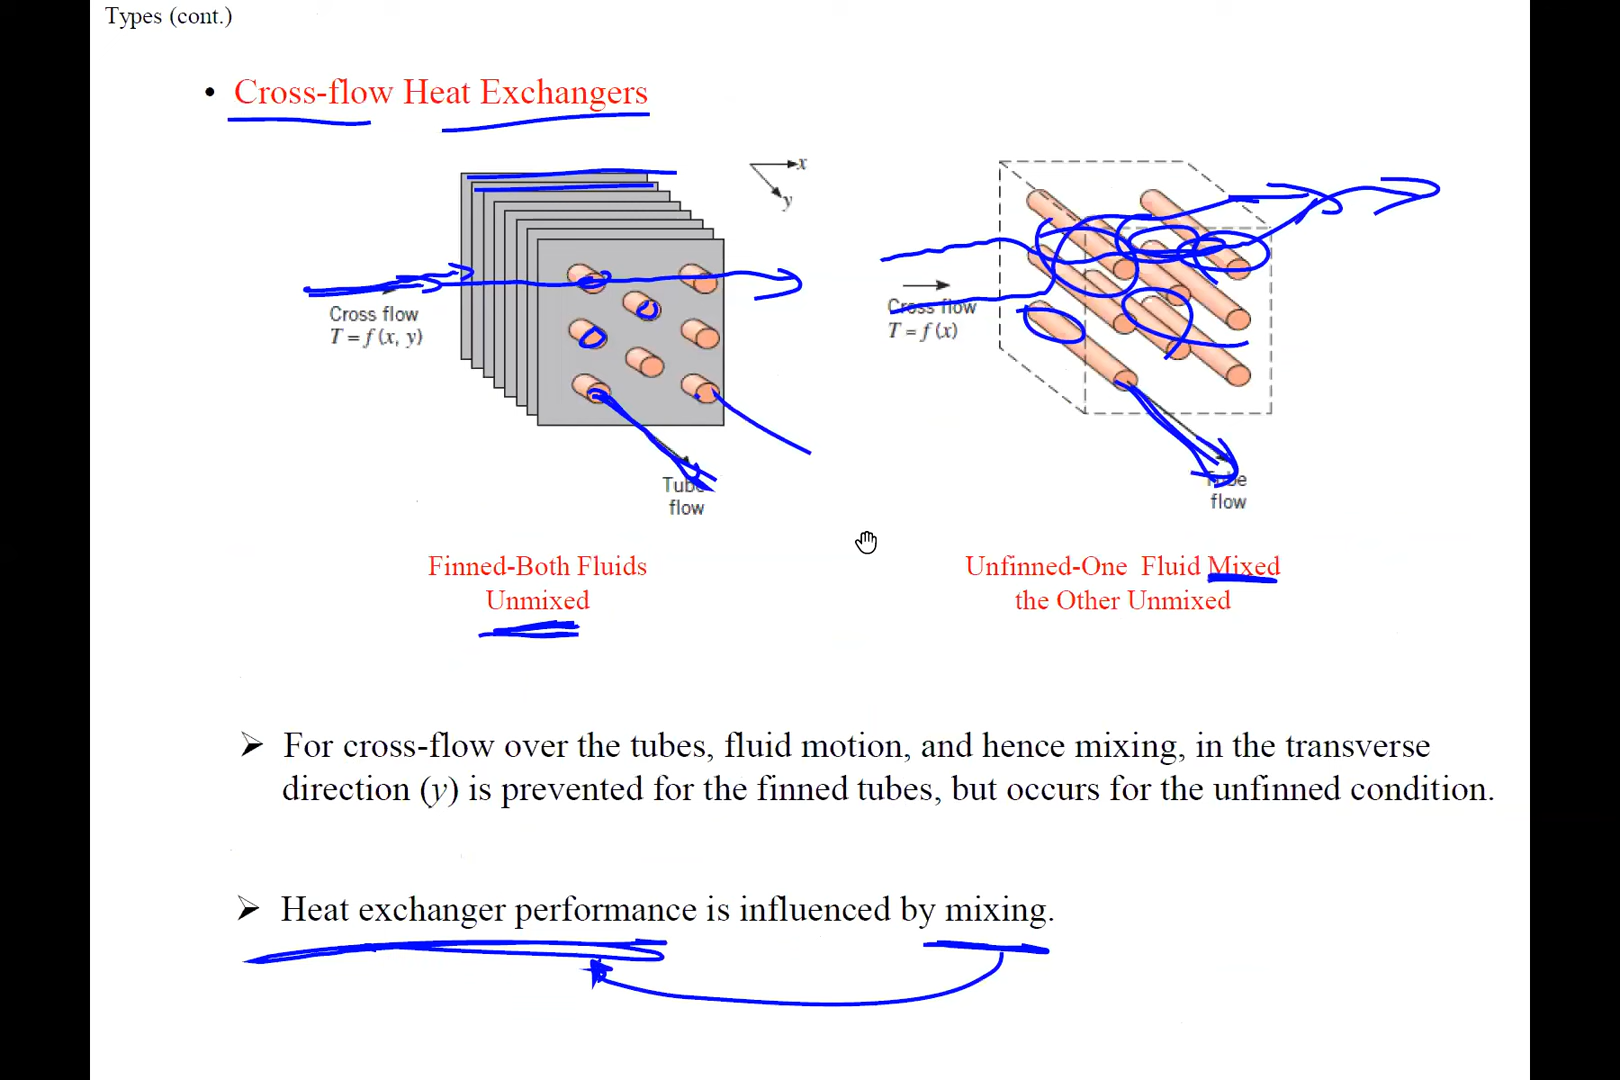 Types (cont.)
• Cross-flow Heat Exchangers
x
y
Cross flow
T = f (x, y)
Tube
flow
Cross flow
T = f (x)
Tube
flow
Finned-Both Fluids
Unmixed
Unfinned-One Fluid Mixed
the Other Unmixed
➢ For cross-flow over the tubes, fluid motion, and hence mixing, in the transverse
direction (y) is prevented for the finned tubes, but occurs for the unfinned condition.
➢ Heat exchanger performance is influenced by mixing.